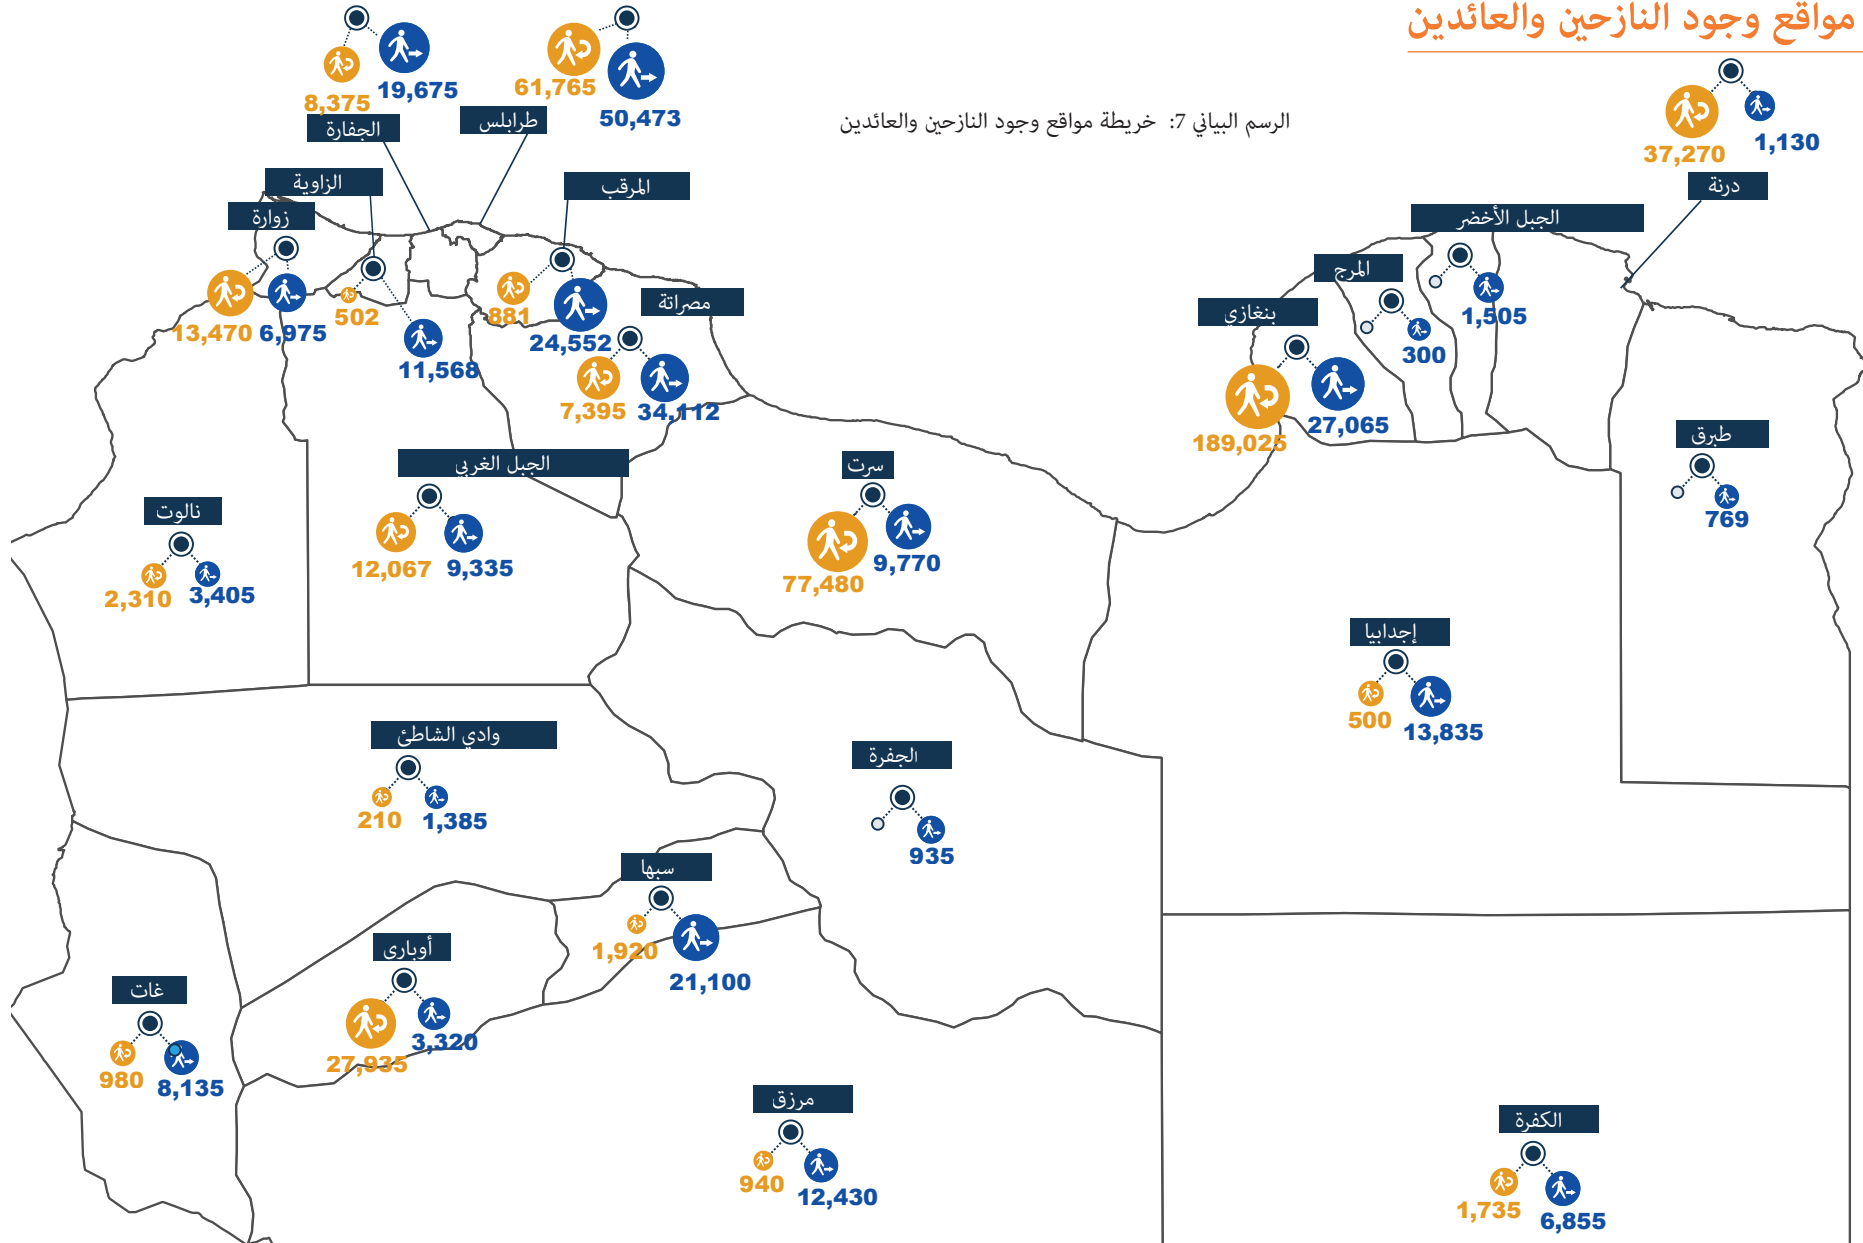 مواقع وجود النازحين والعائدين
الرسم البياني 7: خريطة مواقع وجود النازحين والعائدين
8,375
19,675
الجفارة
61,765
50,473
طرابلس
37,270
1,130
درنة
الزاوية
502
11,568
المرقب
881
24,552
زوارة
13,470
6,975
الجبل الأخضر
1,505
المرج
300
مصراتة
7,395
34,112
بنغازي
189,025
27,065
طبرق
769
الجبل الغربي
12,067
9,335
سرت
77,480
9,770
نالوت
2,310
3,405
إجدابيا
500
13,835
وادي الشاطئ
210
1,385
الجفرة
935
سبها
1,920
21,100
أوباري
27,935
3,320
غات
980
8,135
مرزق
940
12,430
الكفرة
1,735
6,855